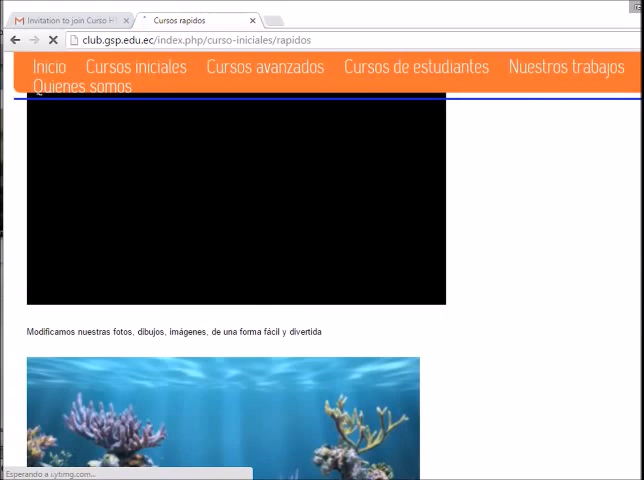 Invitation to join Curso H
Cursos rapidos
club.gsp.edu.ec/index.php/curso-iniciales/rapidos
Inicio Cursos iniciales Cursos avanzados Cursos de estudiantes Nuestros trabajos
Quienes somos
Modificamos nuestras fotos, dibujos, imágenes, de una forma fácil y divertida
Esperando a i.ytimg.com...